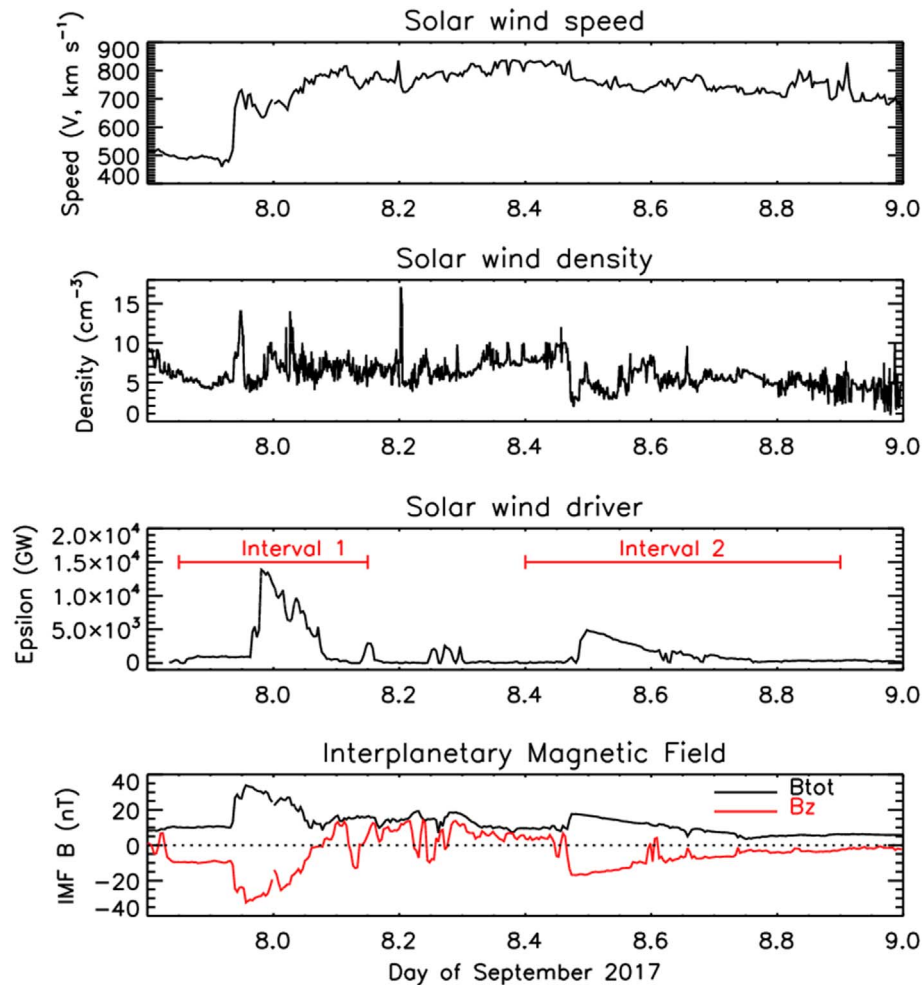 Solar wind speed
Speed (V, km s⁻¹)
900
800
700
600
500
400
8.0 8.2 8.4 8.6 8.8 9.0
Solar wind density
Density (cm⁻³)
15
10
5
0
8.0 8.2 8.4 8.6 8.8 9.0
Solar wind driver
Epsilon (GW)
2.0×10⁴
1.5×10⁴
1.0×10⁴
5.0×10³
0
Interval 1 Interval 2
8.0 8.2 8.4 8.6 8.8 9.0
Interplanetary Magnetic Field
IMF B (nT)
40
20
0
−20
−40
Btot
Bz
8.0 8.2 8.4 8.6 8.8 9.0
Day of September 2017